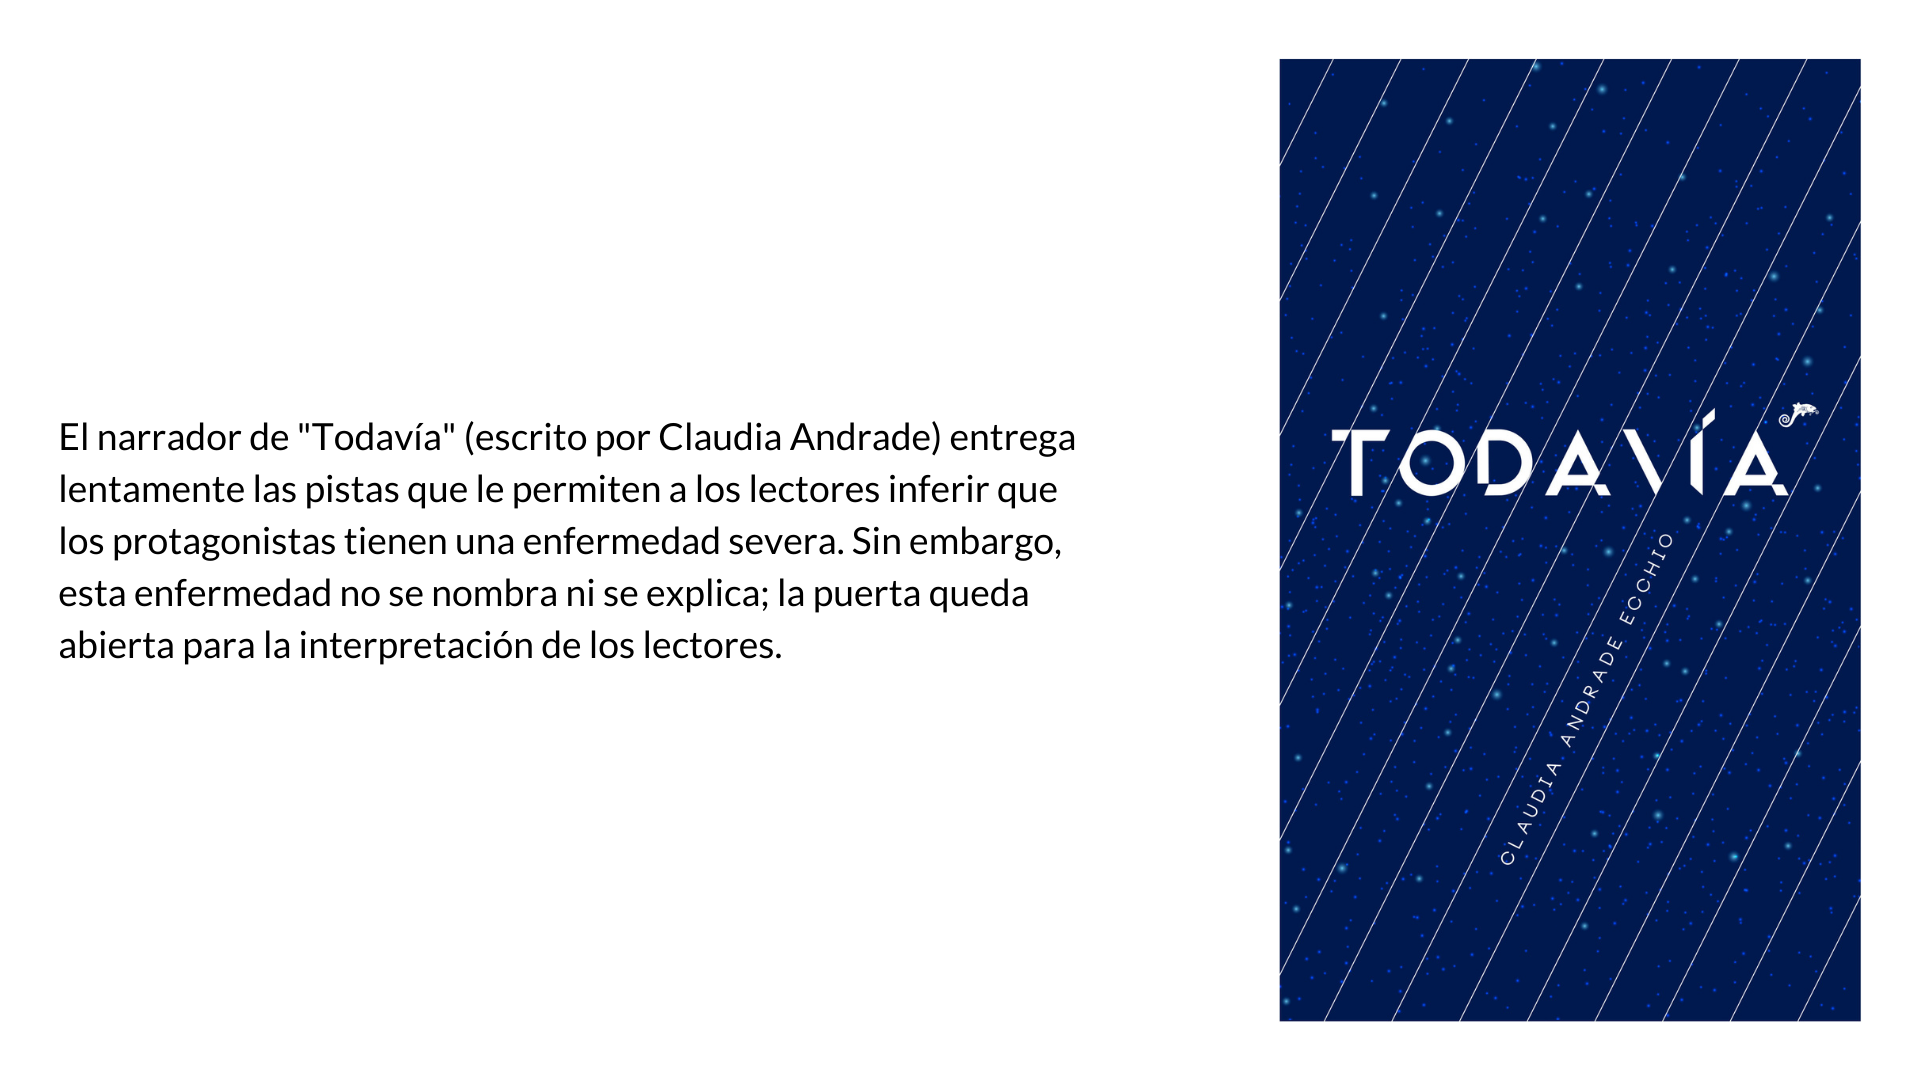 El narrador de "Todavía" (escrito por Claudia Andrade) entrega
lentamente las pistas que le permiten a los lectores inferir que
los protagonistas tienen una enfermedad severa. Sin embargo,
esta enfermedad no se nombra ni se explica; la puerta queda
abierta para la interpretación de los lectores.
TODAVÍA
CLAUDIA ANDRADE ECCHIO